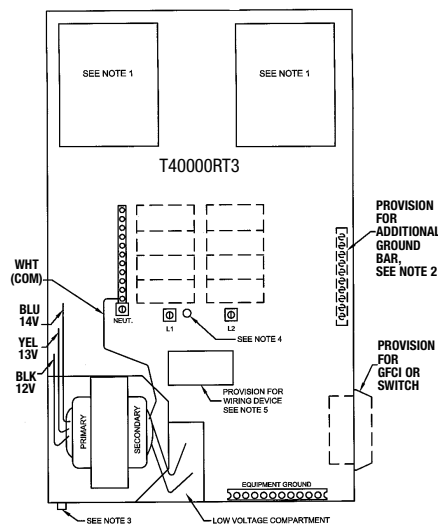 SEE NOTE 1
SEE NOTE 1
T40000RT3
PROVISION
FOR
ADDITIONAL
GROUND
BAR,
SEE NOTE 2
WHT
(COM)
NEUT.
L1
L2
BLU
14V
SEE NOTE 4
YEL
13V
PROVISION
FOR
GFCI OR
SWITCH
BLK
12V
PROVISION FOR
WIRING DEVICE
SEE NOTE 5
PRIMARY
SECONDARY
EQUIPMENT GROUND
SEE NOTE 3
LOW VOLTAGE COMPARTMENT